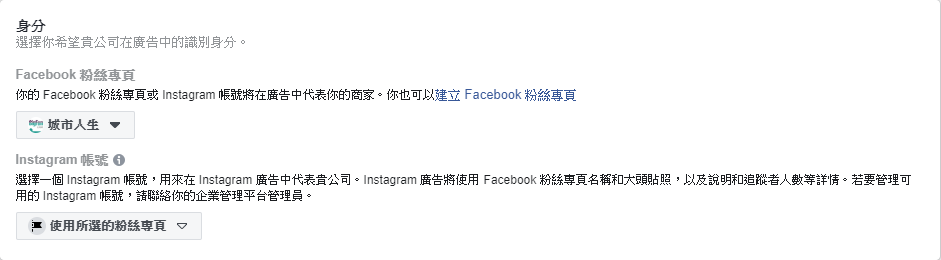 身分
選擇你希望貴公司在廣告中的識別身分。
Facebook 粉絲專頁
你的 Facebook 粉絲專頁或 Instagram 帳號將在廣告中代表你的商家。你也可以建立 Facebook 粉絲專頁
城市人生
Instagram 帳號
選擇一個 Instagram 帳號，用來在 Instagram 廣告中代表貴公司。Instagram 廣告將使用 Facebook 粉絲專頁名稱和大頭貼照，以及說明和追蹤者人數等詳情。若要管理可
用的 Instagram 帳號，請聯絡你的企業管理平台管理員。
使用所選的粉絲專頁